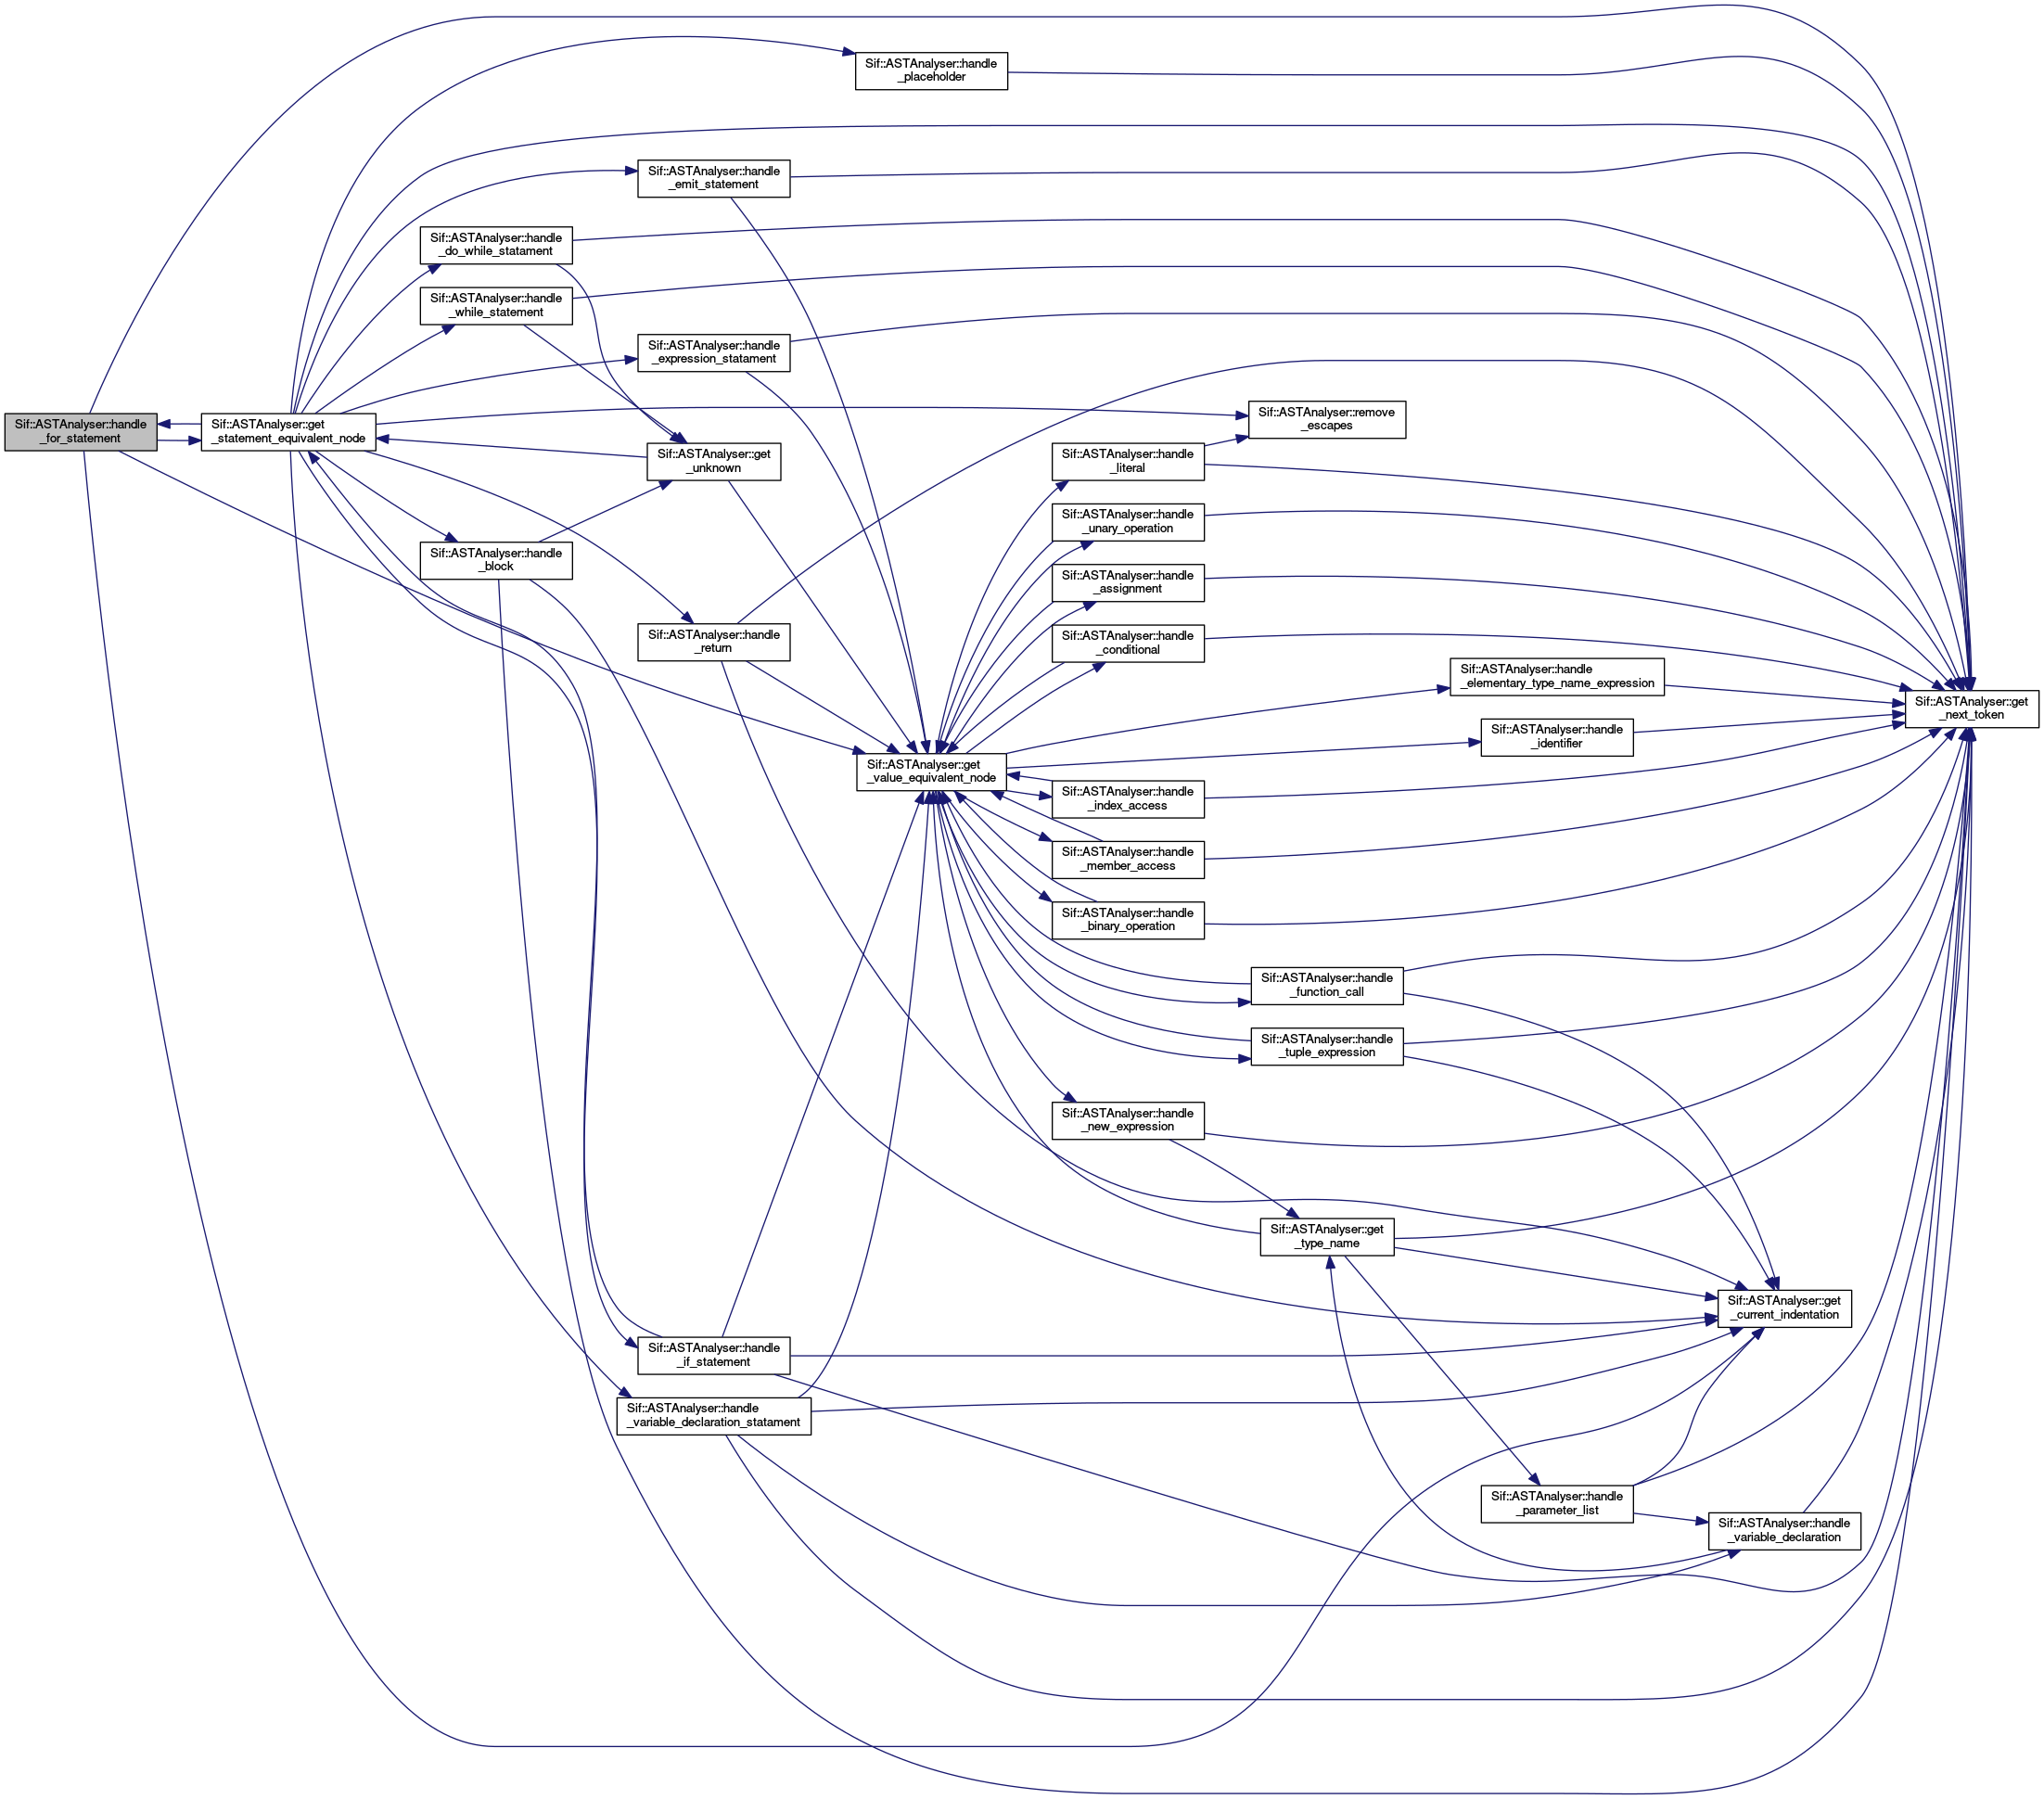 Sif::ASTAnalyser::handle
_placeholder
Sif::ASTAnalyser::handle
_emit_statement
Sif::ASTAnalyser::handle
_do_while_statament
Sif::ASTAnalyser::handle
_while_statement
Sif::ASTAnalyser::handle
_expression_statament
Sif::ASTAnalyser::handle
_for_statement
Sif::ASTAnalyser::get
_statement_equivalent_node
Sif::ASTAnalyser::remove
_escapes
Sif::ASTAnalyser::get
_unknown
Sif::ASTAnalyser::handle
_literal
Sif::ASTAnalyser::handle
_unary_operation
Sif::ASTAnalyser::handle
_block
Sif::ASTAnalyser::handle
_assignment
Sif::ASTAnalyser::handle
_return
Sif::ASTAnalyser::handle
_conditional
Sif::ASTAnalyser::handle
_elementary_type_name_expression
Sif::ASTAnalyser::get
_next_token
Sif::ASTAnalyser::handle
_identifier
Sif::ASTAnalyser::get
_value_equivalent_node
Sif::ASTAnalyser::handle
_index_access
Sif::ASTAnalyser::handle
_member_access
Sif::ASTAnalyser::handle
_binary_operation
Sif::ASTAnalyser::handle
_function_call
Sif::ASTAnalyser::handle
_tuple_expression
Sif::ASTAnalyser::handle
_new_expression
Sif::ASTAnalyser::get
_type_name
Sif::ASTAnalyser::get
_current_indentation
Sif::ASTAnalyser::handle
_if_statement
Sif::ASTAnalyser::handle
_variable_declaration_statament
Sif::ASTAnalyser::handle
_parameter_list
Sif::ASTAnalyser::handle
_variable_declaration